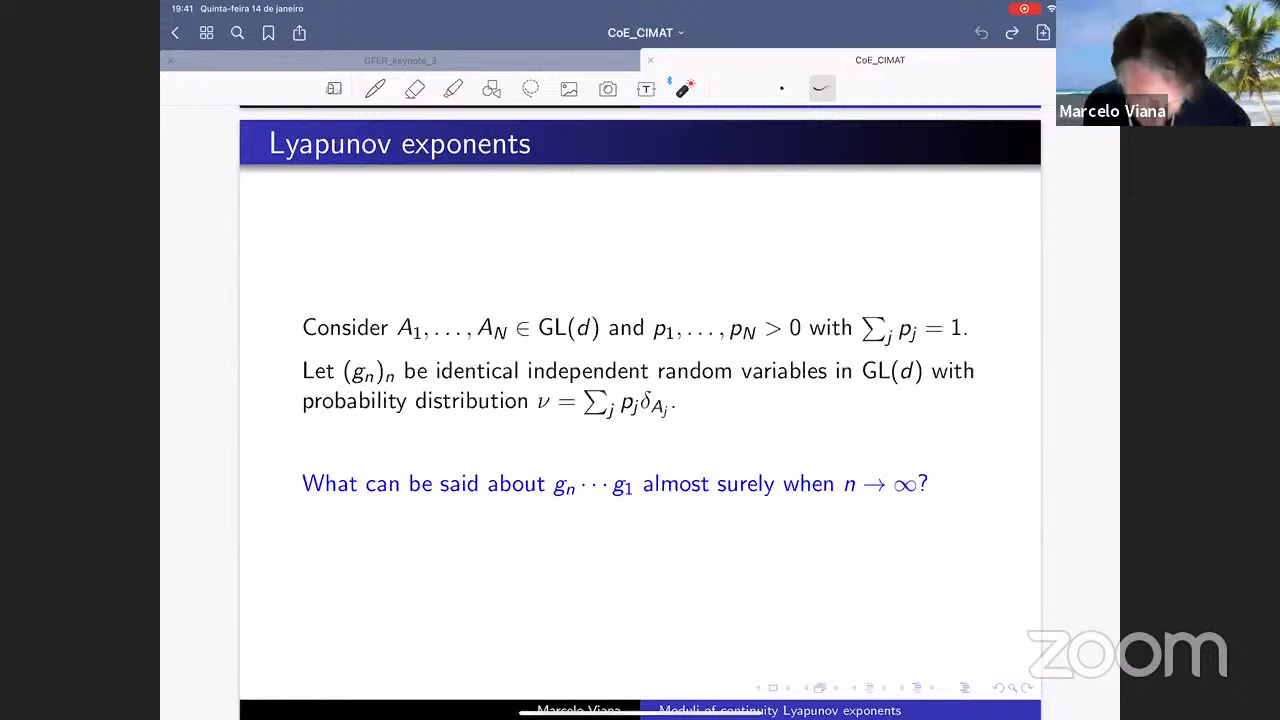 19:41 Quinta-feira 14 de janeiro
CoE_CIMAT
GFER_keynote_3
CoE_CIMAT
T
Marcelo Viana
Lyapunov exponents
Consider A₁, . . . , A_N ∈ GL(d) and p₁, . . . , p_N > 0 with ∑_j p_j = 1.
Let (g_n)_n be identical independent random variables in GL(d) with
probability distribution ν = ∑_j p_j δ_{A_j}.
What can be said about g_n · · · g₁ almost surely when n → ∞?
zoom
Marcelo Viana
Moduli of continuity Lyapunov exponents